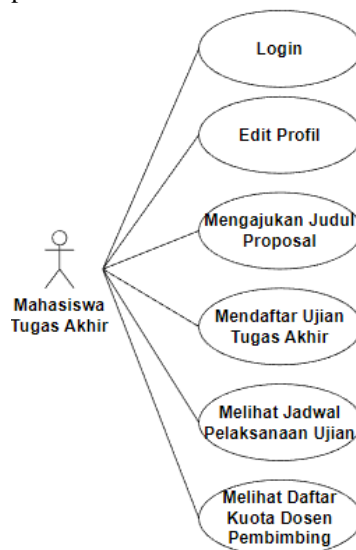 Login
Edit Profil
Mengajukan Judul
Proposal
Mahasiswa
Tugas Akhir
Mendaftar Ujian
Tugas Akhir
Melihat Jadwal
Pelaksanaan Ujian
Melihat Daftar
Kuota Dosen
Pembimbing